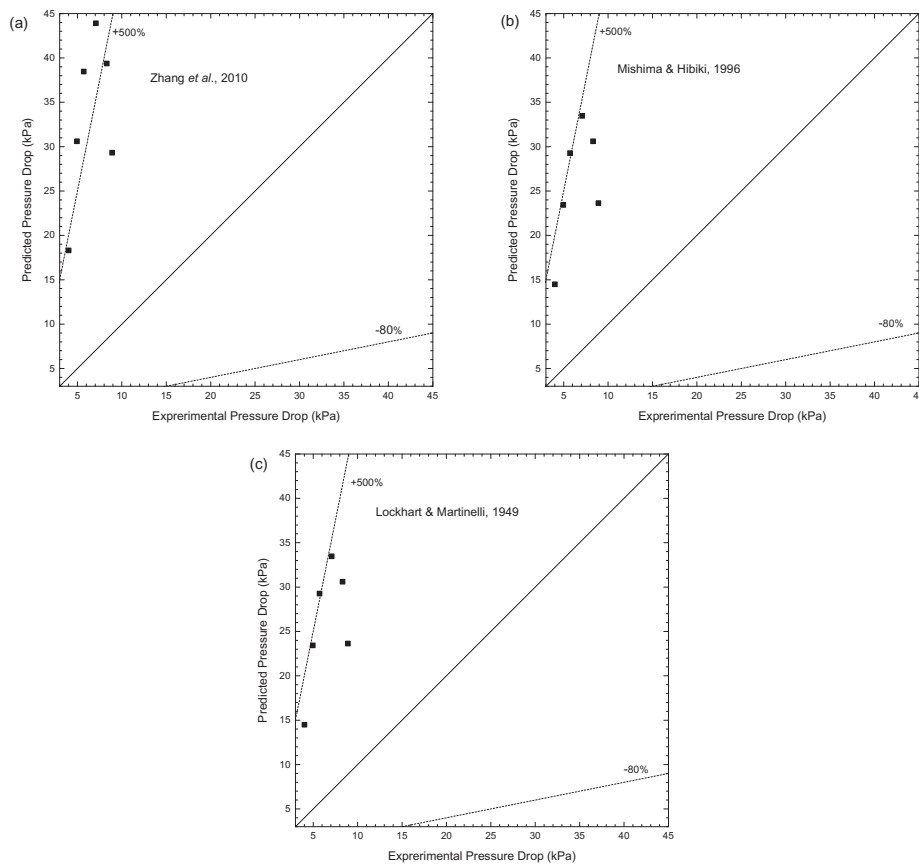 (a)
45
40
35
30
25
20
15
10
5
+500%
Zhang et al., 2010
-80%
5 10 15 20 25 30 35 40 45
Predicted Pressure Drop (kPa)
Exprerimental Pressure Drop (kPa)
(b)
45
40
35
30
25
20
15
10
5
+500%
Mishima & Hibiki, 1996
-80%
5 10 15 20 25 30 35 40 4
Predicted Pressure Drop (kPa)
Exprerimental Pressure Drop (kPa)
(c)
45
40
35
30
25
20
15
10
5
+500%
Lockhart & Martinelli, 1949
-80%
5 10 15 20 25 30 35 40 45
Predicted Pressure Drop (kPa)
Exprerimental Pressure Drop (kPa)